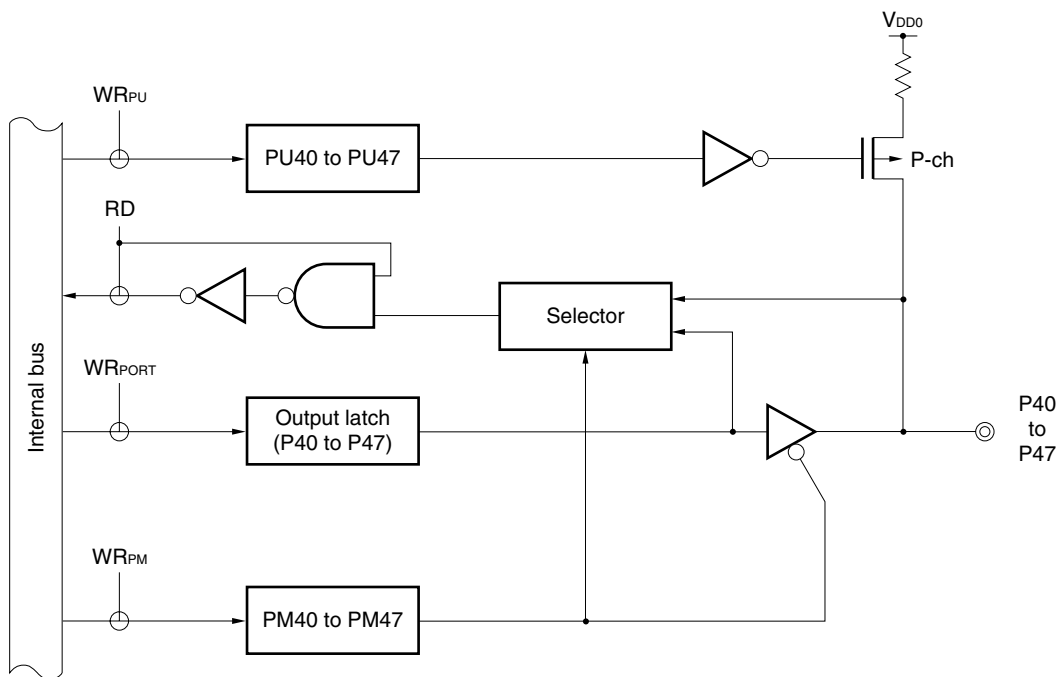 VDD0
WRPU
PU40 to PU47
P-ch
RD
Selector
Internal bus
WRPORT
Output latch
(P40 to P47)
P40
to
P47
WRPM
PM40 to PM47